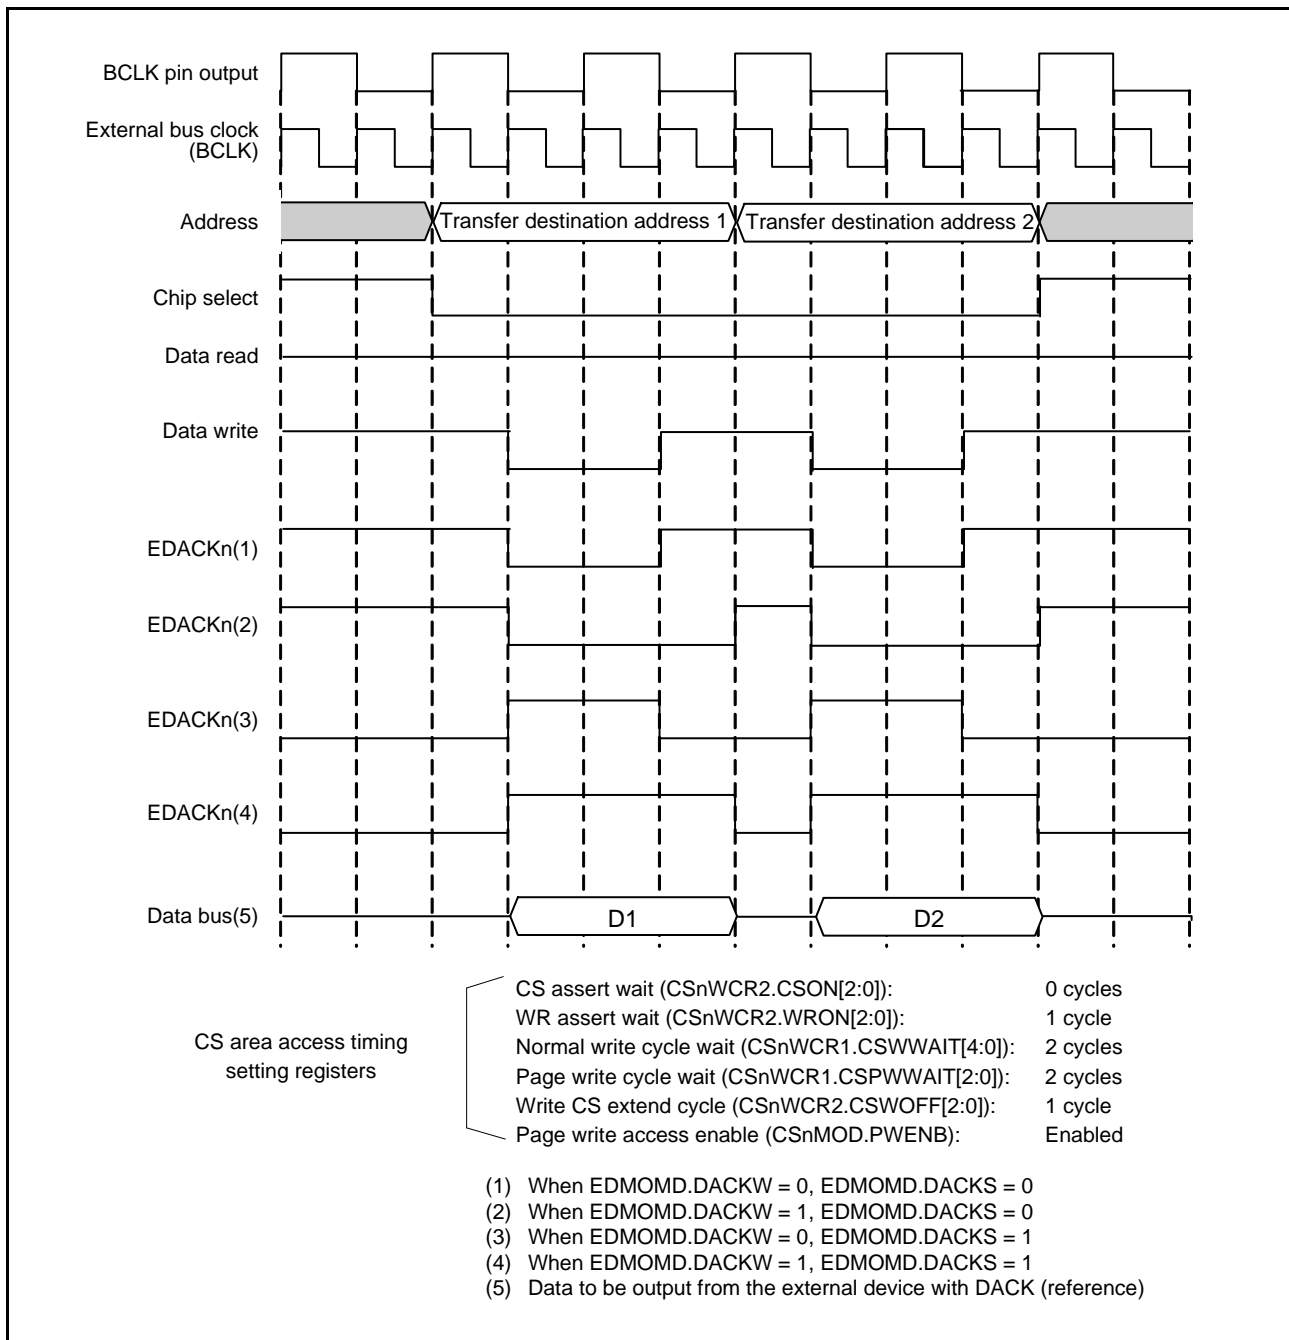 BCLK pin output
External bus clock
(BCLK)
Address
Transfer destination address 1
Transfer destination address 2
Chip select
Data read
Data write
EDACKn(1)
EDACKn(2)
EDACKn(3)
EDACKn(4)
Data bus(5)
D1
D2
CS area access timing
setting registers
CS assert wait (CSnWCR2.CSON[2:0]): 0 cycles
WR assert wait (CSnWCR2.WRON[2:0]): 1 cycle
Normal write cycle wait (CSnWCR1.CSWWAIT[4:0]): 2 cycles
Page write cycle wait (CSnWCR1.CSPWWAIT[2:0]): 2 cycles
Write CS extend cycle (CSnWCR2.CSWOFF[2:0]): 1 cycle
Page write access enable (CSnMOD.PWENB): Enabled
(1) When EDMOMD.DACKW = 0, EDMOMD.DACKS = 0
(2) When EDMOMD.DACKW = 1, EDMOMD.DACKS = 0
(3) When EDMOMD.DACKW = 0, EDMOMD.DACKS = 1
(4) When EDMOMD.DACKW = 1, EDMOMD.DACKS = 1
(5) Data to be output from the external device with DACK (reference)